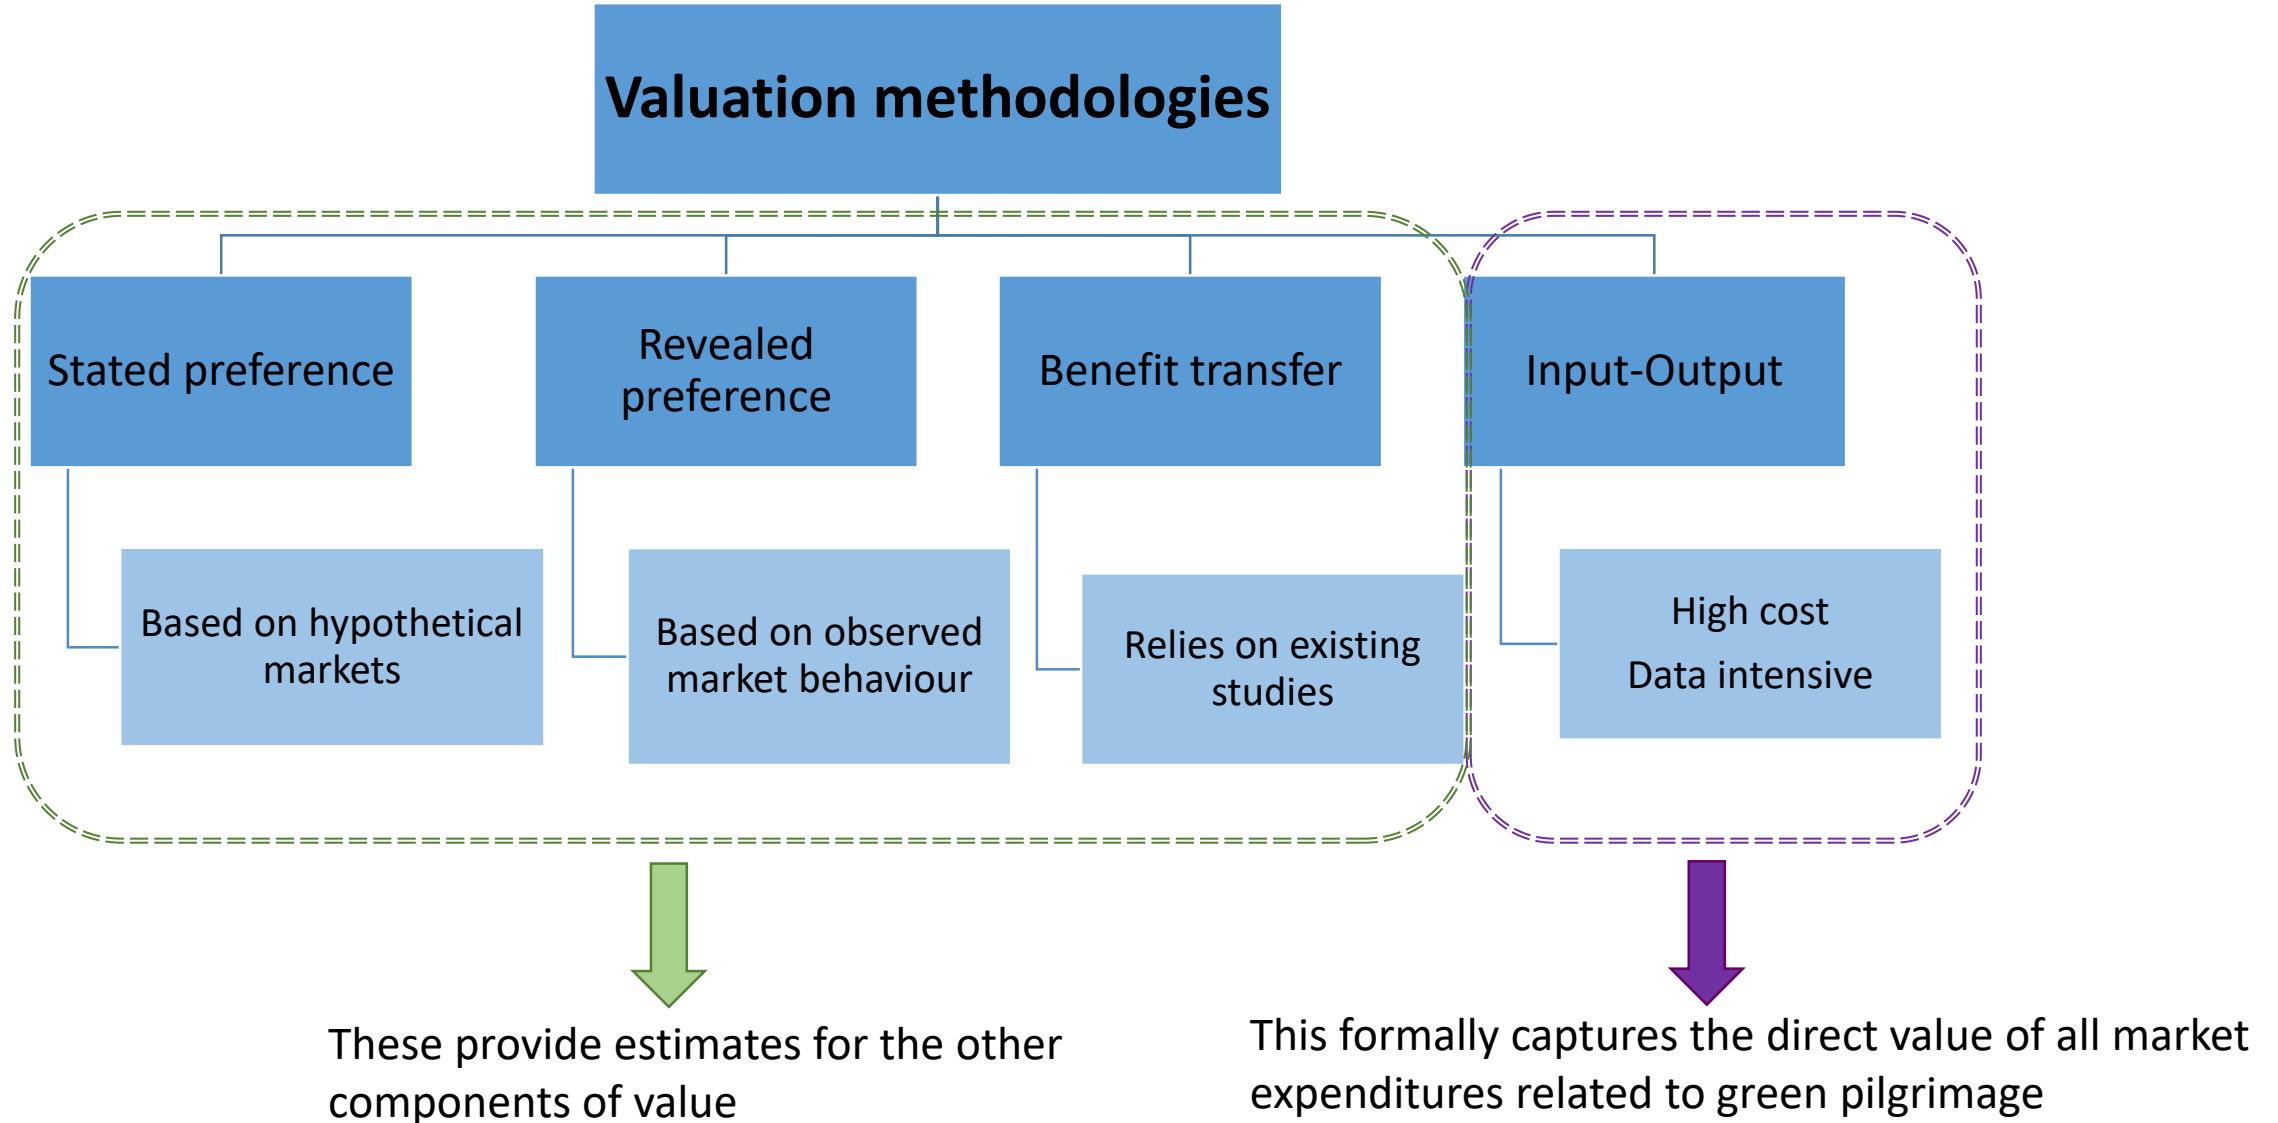 Valuation methodologies
Stated preference
Revealed
preference
Benefit transfer
Input-Output
Based on hypothetical
markets
Based on observed
market behaviour
Relies on existing
studies
High cost
Data intensive
These provide estimates for the other
components of value
This formally captures the direct value of all market
expenditures related to green pilgrimage